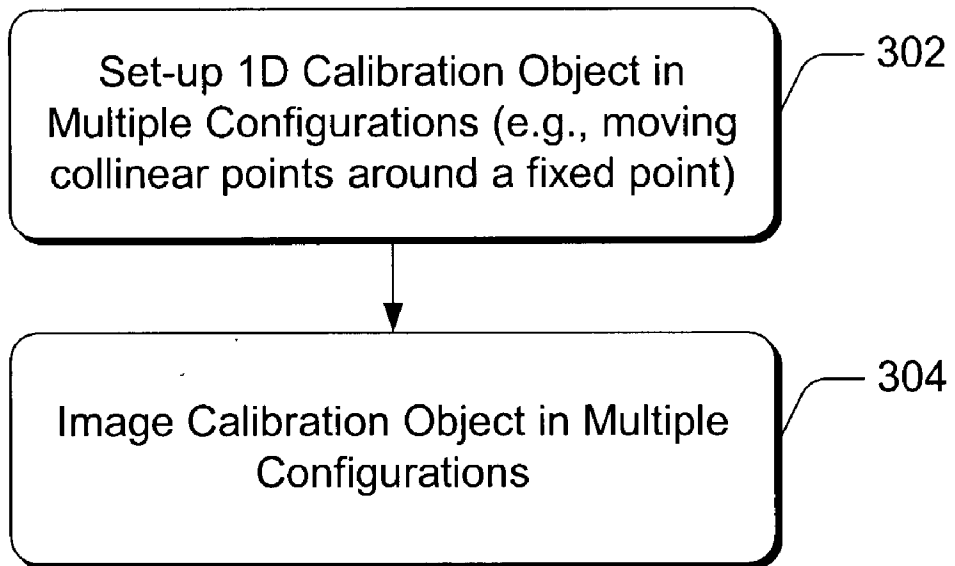 Set-up 1D Calibration Object in
Multiple Configurations (e.g., moving
collinear points around a fixed point)
302
Image Calibration Object in Multiple
Configurations
304